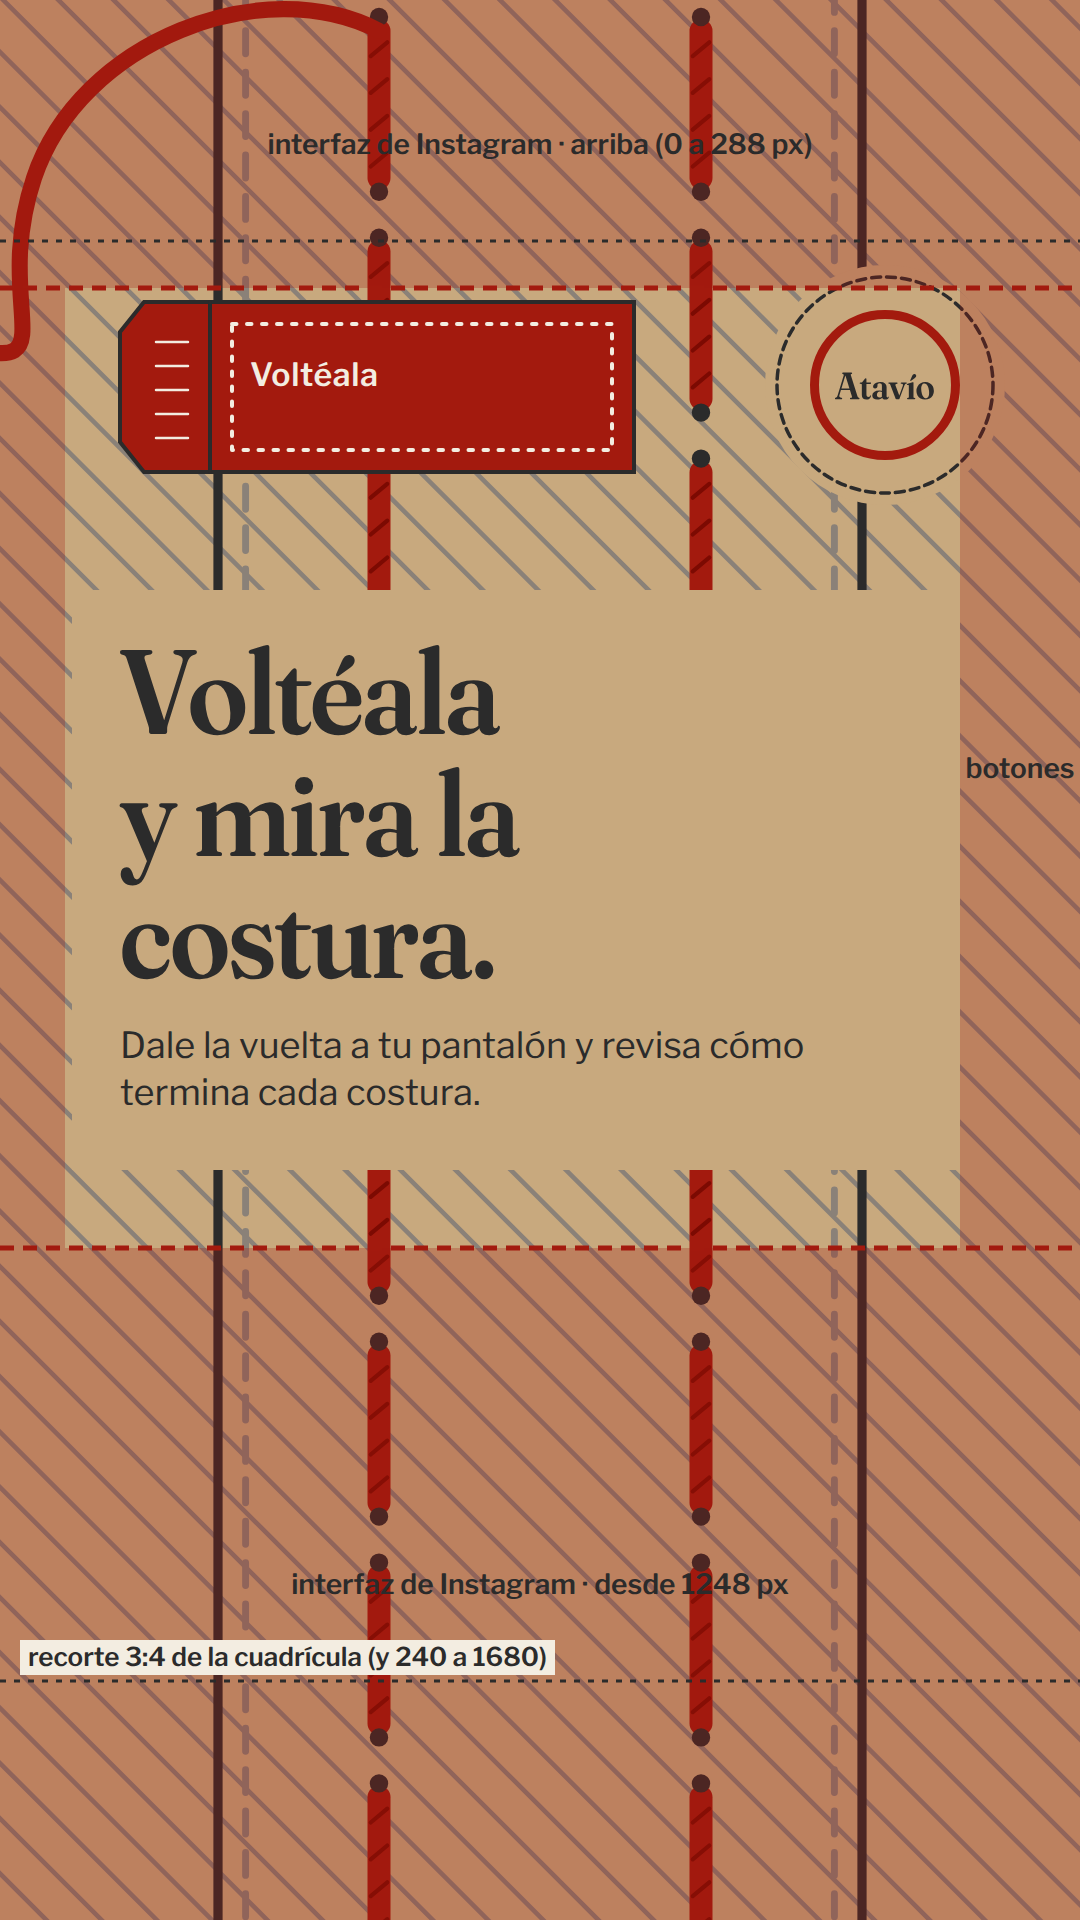 interfaz de Instagram · arriba (0 a 288 px)
Voltéala
Atavío
Voltéala
y mira la
costura.
botones
Dale la vuelta a tu pantalón y revisa cómo
termina cada costura.
interfaz de Instagram · desde 1248 px
recorte 3:4 de la cuadrícula (y 240 a 1680)